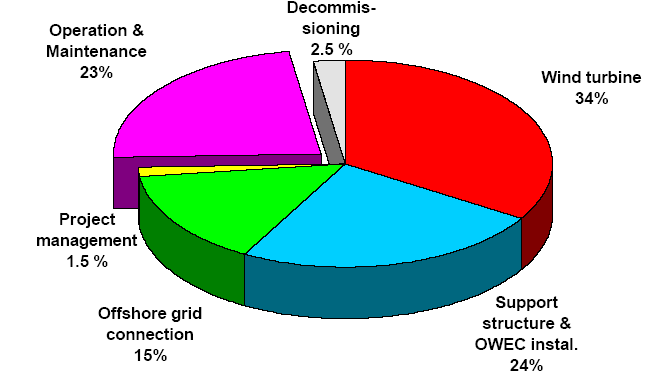 Decommis-
sioning
2.5 %
Operation &
Maintenance
23%
Wind turbine
34%
Project
management
1.5 %
Offshore grid
connection
15%
Support
structure &
OWEC instal.
24%